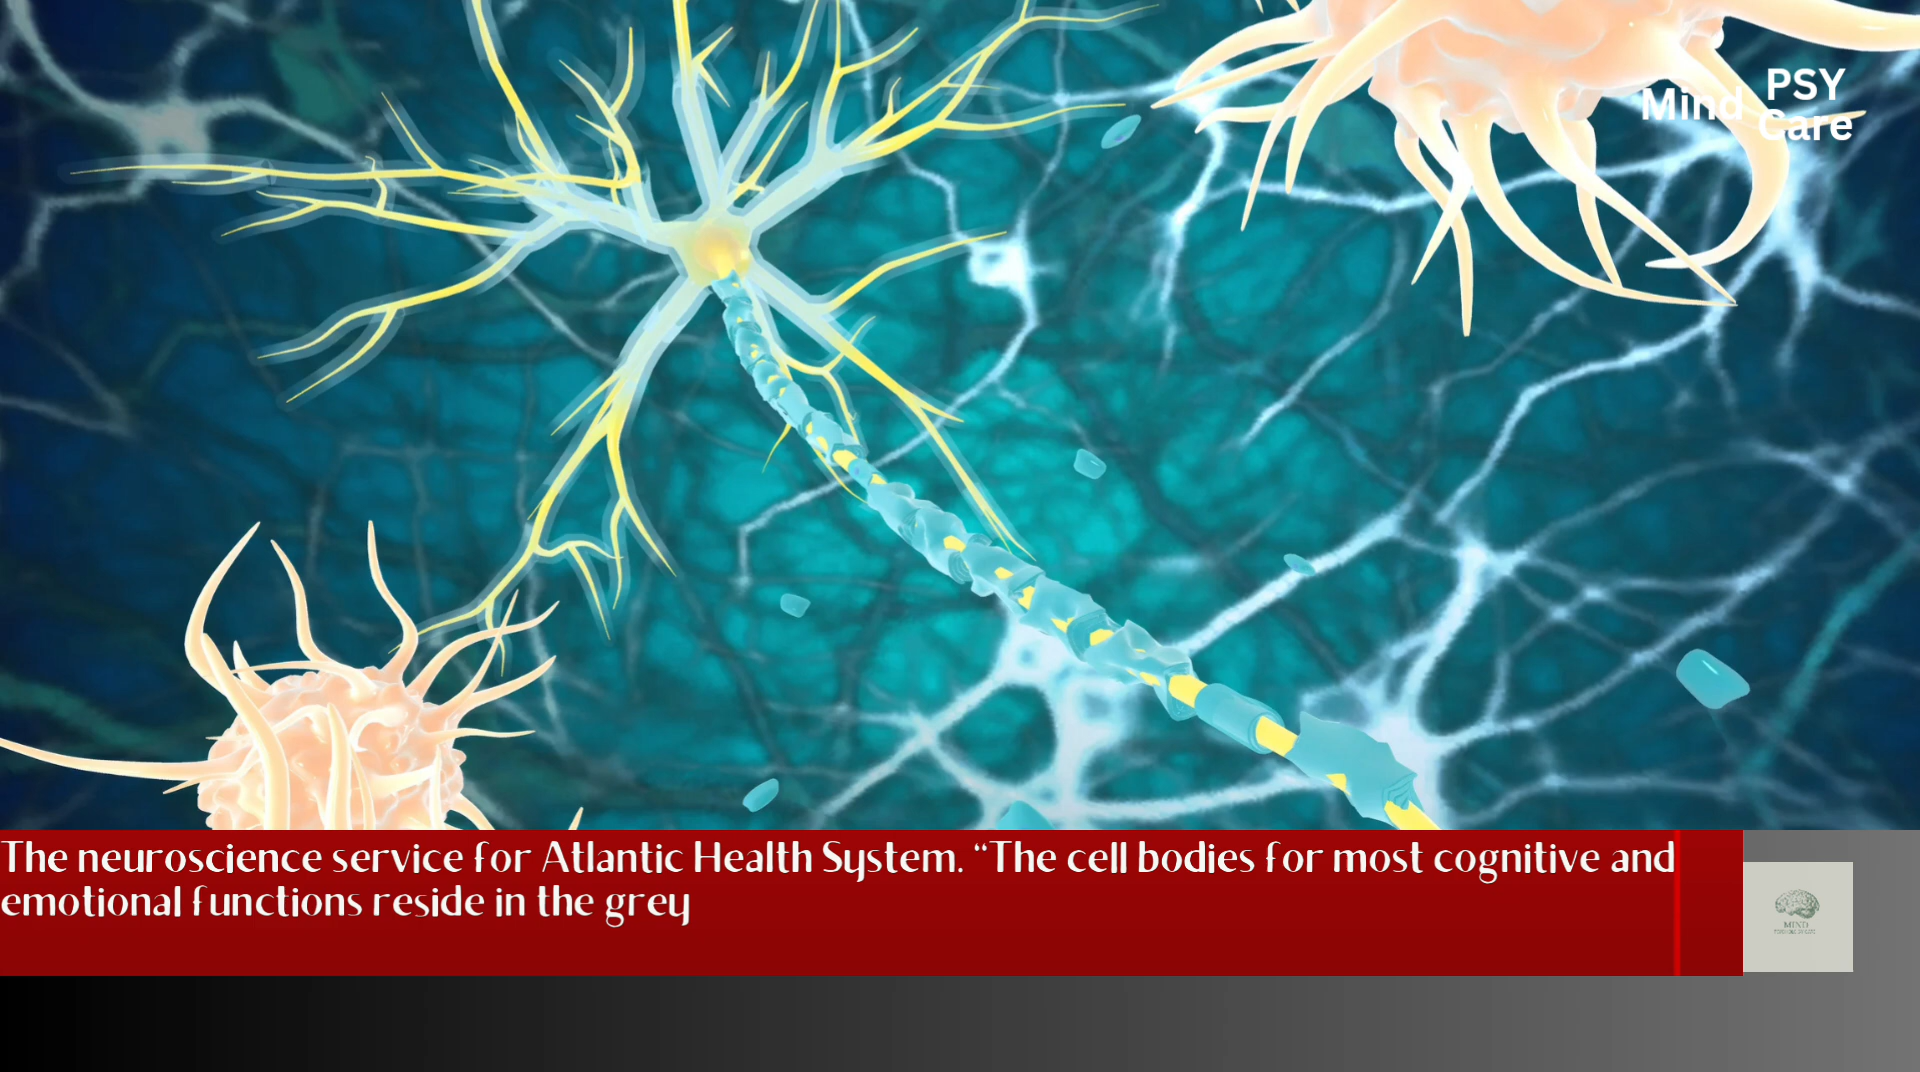 PSY
Mind Care
The neuroscience service for Atlantic Health System. “The cell bodies for most cognitive and
emotional functions reside in the grey
MIND